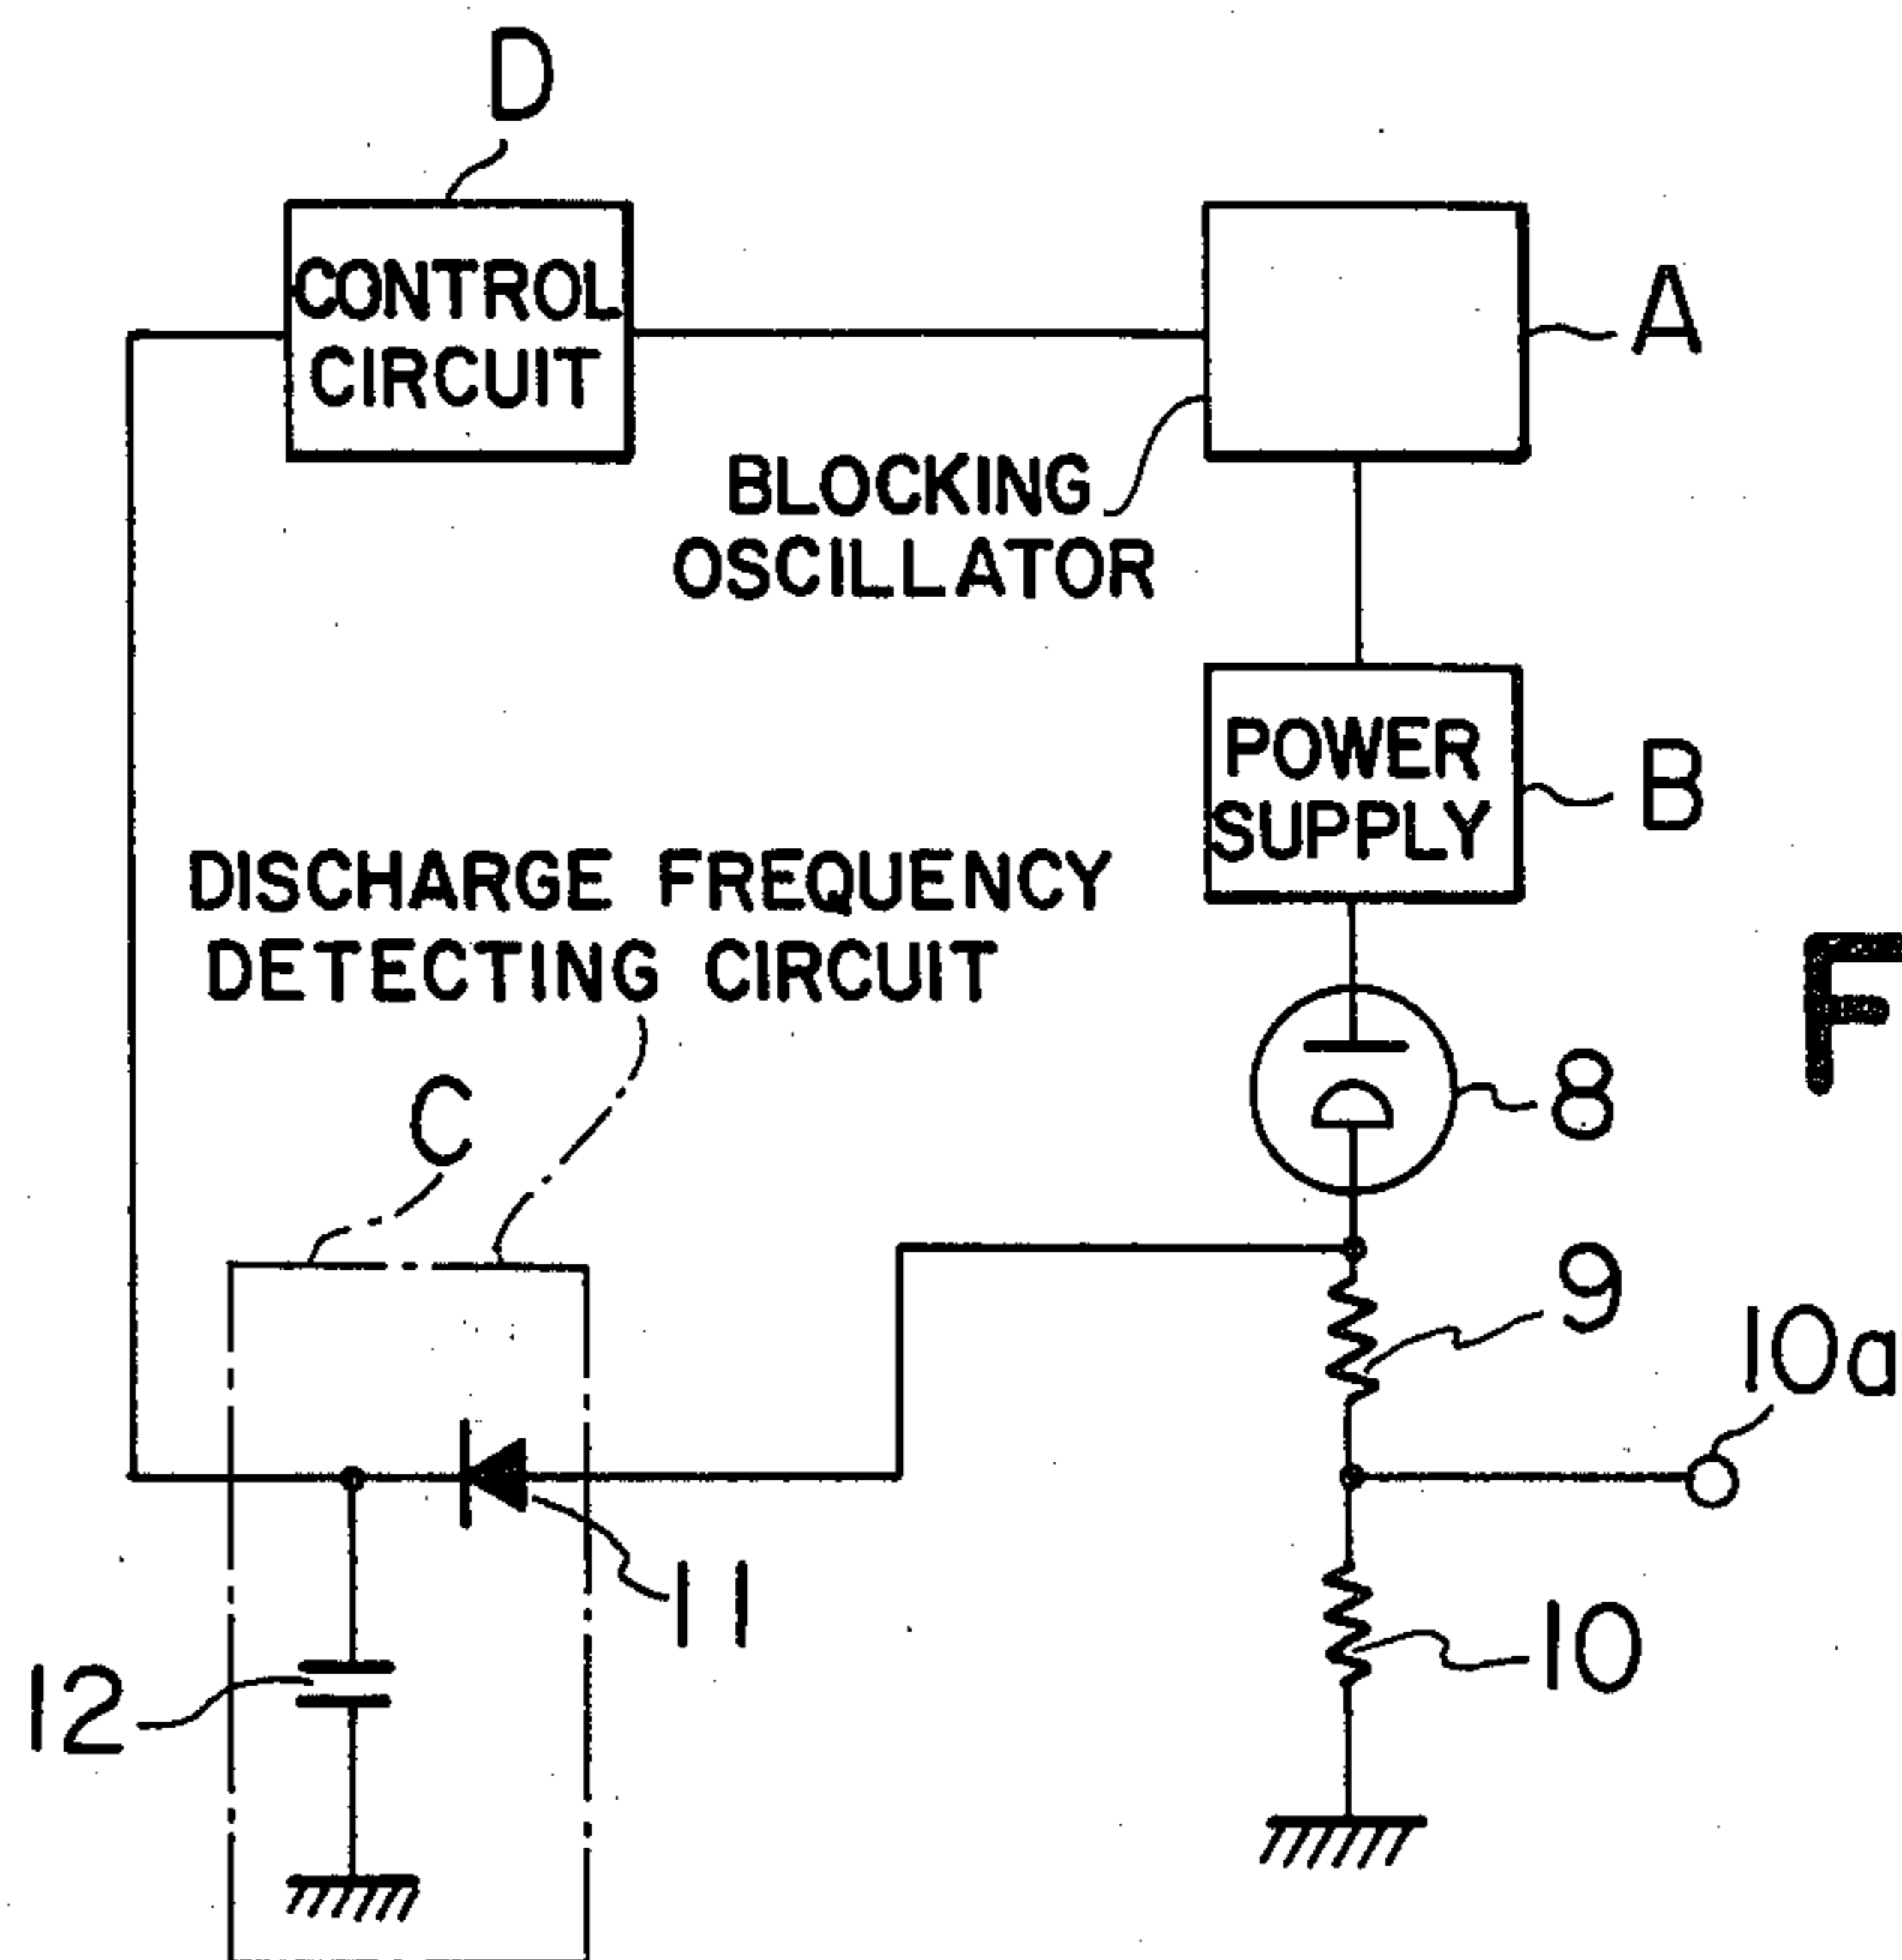 D
CONTROL
CIRCUIT
A
BLOCKING
OSCILLATOR
POWER
SUPPLY
B
DISCHARGE FREQUENCY
DETECTING CIRCUIT
F
C
8
9
10a
11
10
12